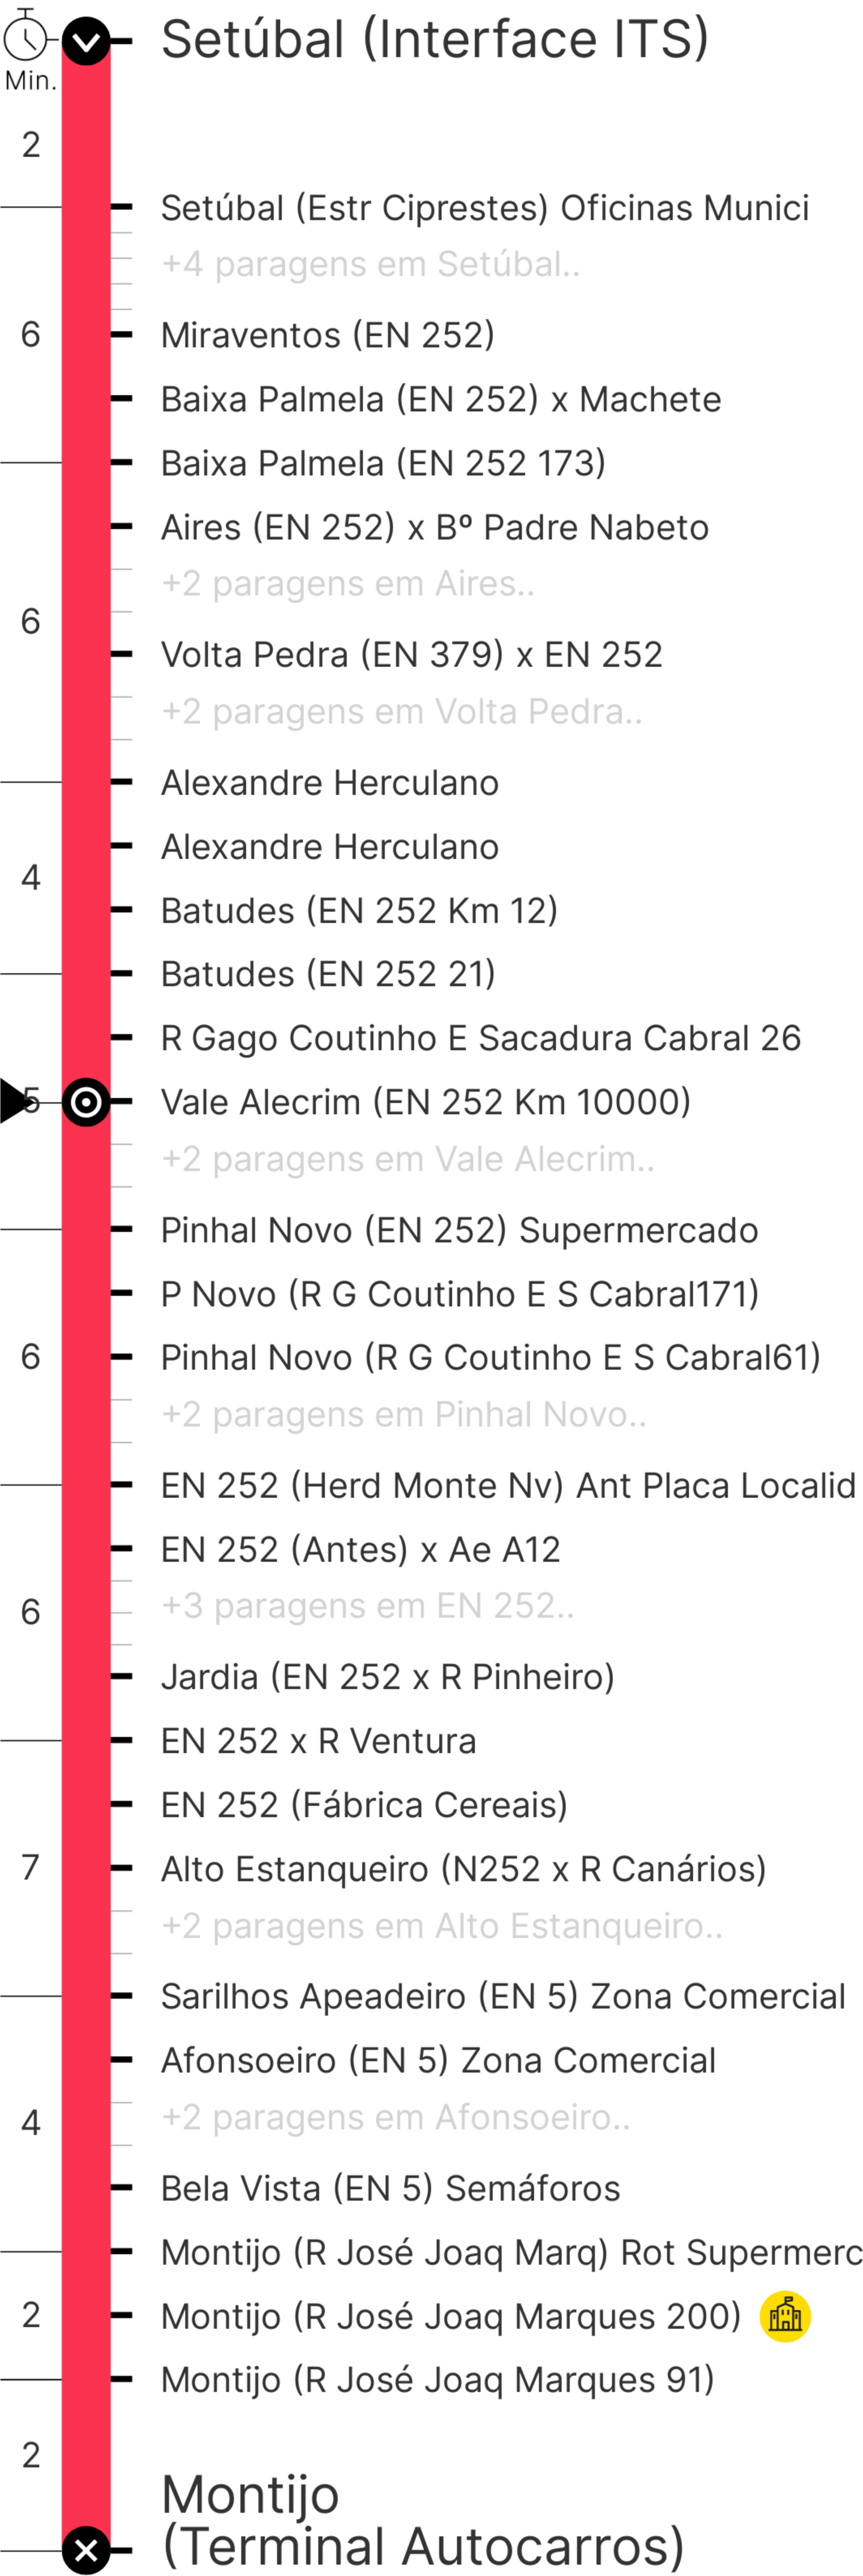 Setúbal (Interface ITS)
Min.
2
Setúbal (Estr Ciprestes) Oficinas Munici
+4 paragens em Setúbal..
6
Miraventos (EN 252)
Baixa Palmela (EN 252) x Machete
Baixa Palmela (EN 252 173)
Aires (EN 252) x Bº Padre Nabeto
+2 paragens em Aires..
6
Volta Pedra (EN 379) x EN 252
+2 paragens em Volta Pedra..
Alexandre Herculano
Alexandre Herculano
4
Batudes (EN 252 Km 12)
Batudes (EN 252 21)
R Gago Coutinho E Sacadura Cabral 26
5
Vale Alecrim (EN 252 Km 10000)
+2 paragens em Vale Alecrim..
Pinhal Novo (EN 252) Supermercado
P Novo (R G Coutinho E S Cabral171)
6
Pinhal Novo (R G Coutinho E S Cabral61)
+2 paragens em Pinhal Novo..
EN 252 (Herd Monte Nv) Ant Placa Localid
EN 252 (Antes) x Ae A12
6
+3 paragens em EN 252..
Jardia (EN 252 x R Pinheiro)
EN 252 x R Ventura
EN 252 (Fábrica Cereais)
7
Alto Estanqueiro (N252 x R Canários)
+2 paragens em Alto Estanqueiro..
Sarilhos Apeadeiro (EN 5) Zona Comercial
Afonsoeiro (EN 5) Zona Comercial
4
+2 paragens em Afonsoeiro..
Bela Vista (EN 5) Semáforos
Montijo (R José Joaq Marq) Rot Supermerc
2
Montijo (R José Joaq Marques 200)
Montijo (R José Joaq Marques 91)
2
Montijo
(Terminal Autocarros)